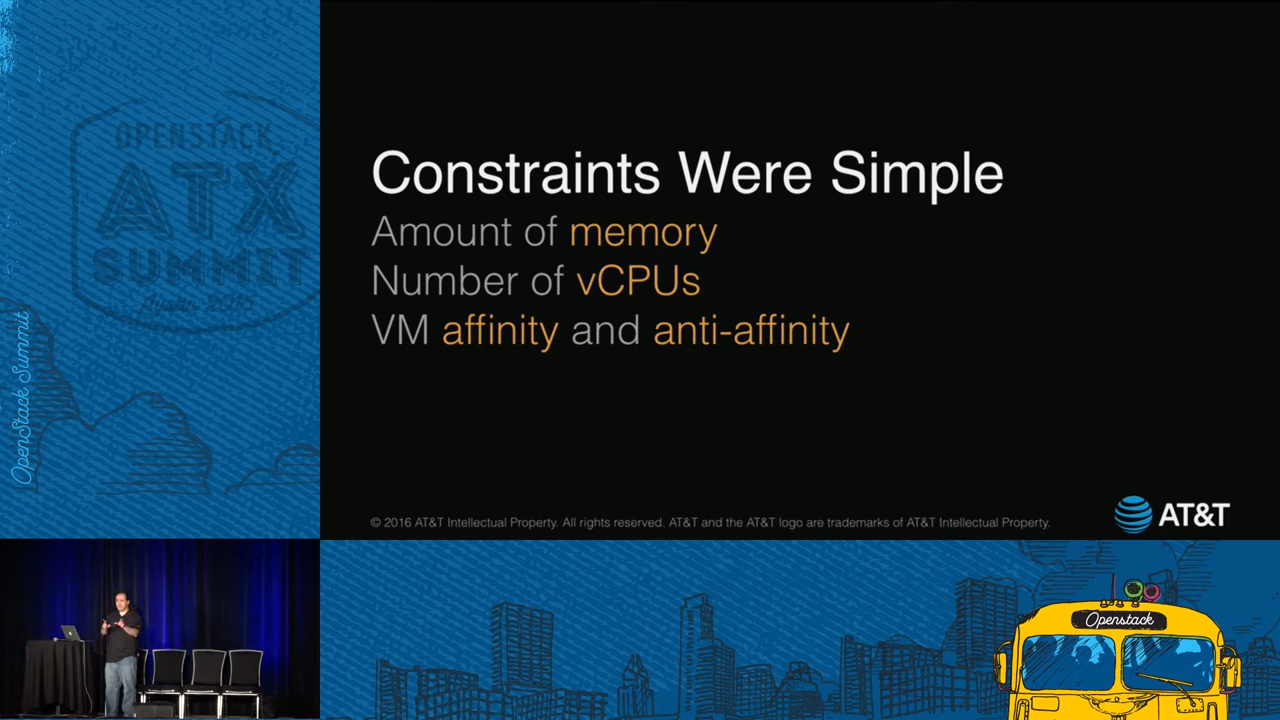 OPENSTACK
ATX
SUMMIT
Austin 2016
OpenStack Summit
Constraints Were Simple
Amount of memory
Number of vCPUs
VM affinity and anti-affinity
© 2016 AT&T Intellectual Property. All rights reserved. AT&T and the AT&T logo are trademarks of AT&T Intellectual Property.
AT&T
Openstack